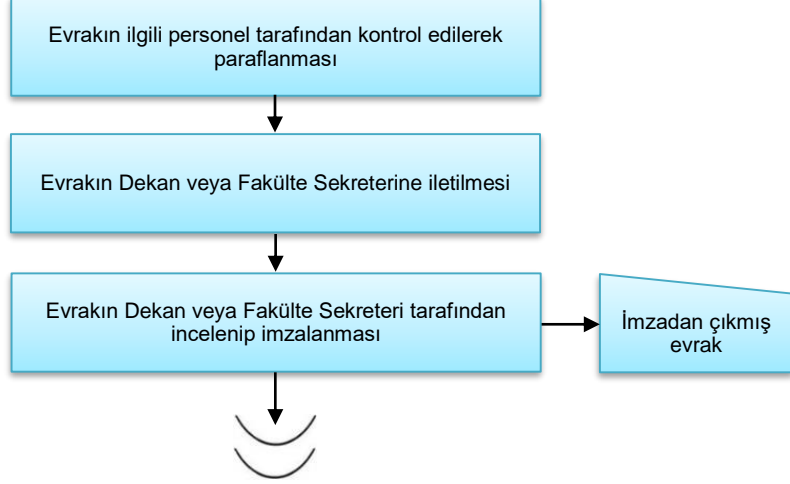 Evrakın ilgili personel tarafından kontrol edilerek
paraflanması
Evrakın Dekan veya Fakülte Sekreterine iletilmesi
Evrakın Dekan veya Fakülte Sekreteri tarafından
incelenip imzalanması
İmzadan çıkmış
evrak